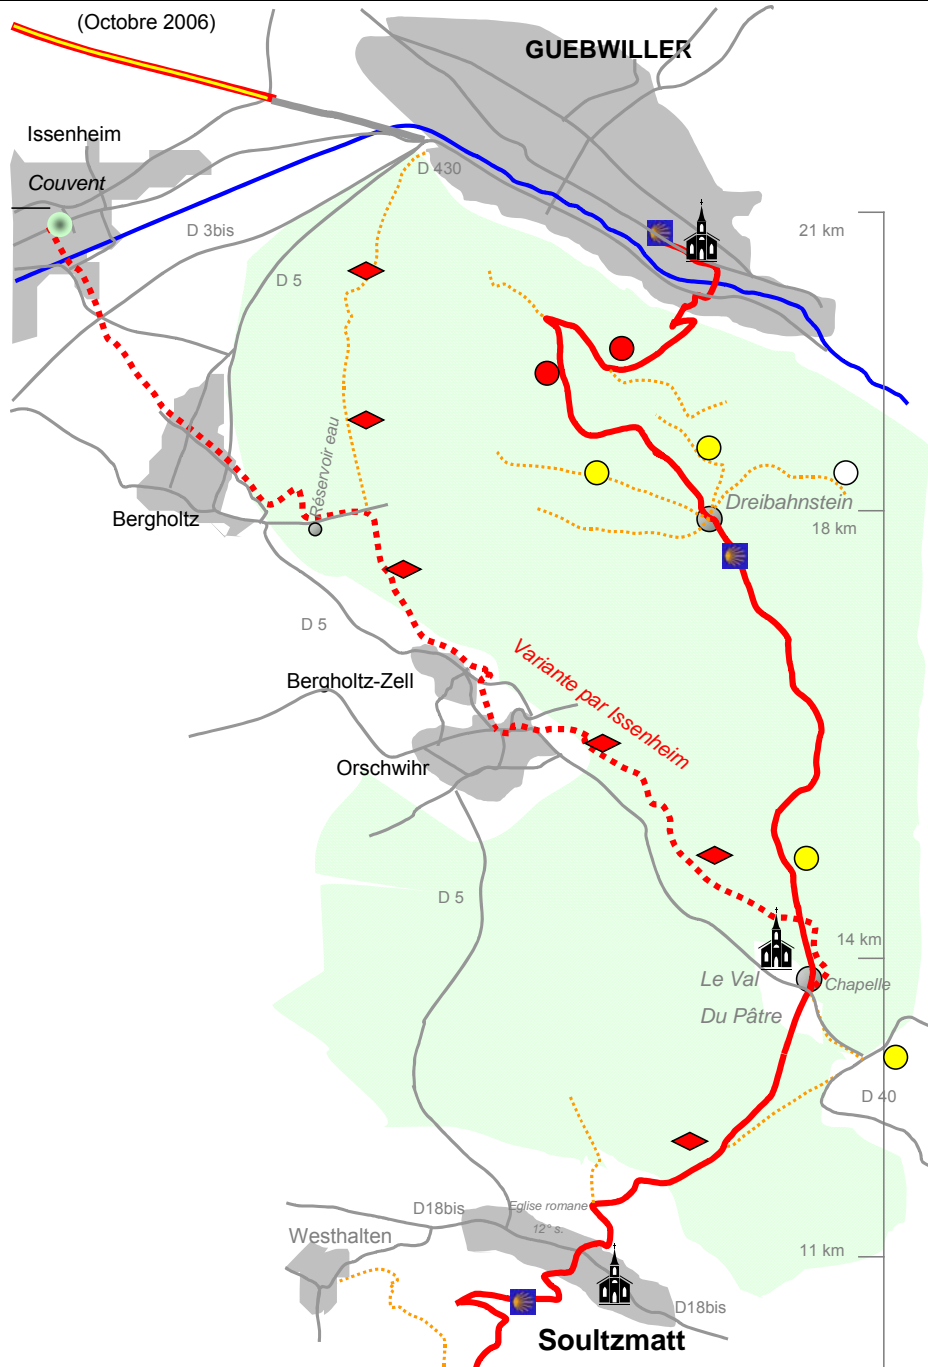 (Octobre 2006)
GUEBWILLER
Issenheim
D 430
Couvent
D 3bis
21 km
D 5
Réservoir eau
Dreibahnstein
Bergholtz
18 km
D 5
Variante par Issenheim
Bergholtz-Zell
Orschwihr
D 5
14 km
Le Val
Chapelle
Du Pâtre
D 40
D18bis
Eglise romane
12° s.
Westhalten
11 km
D18bis
Soultzmatt